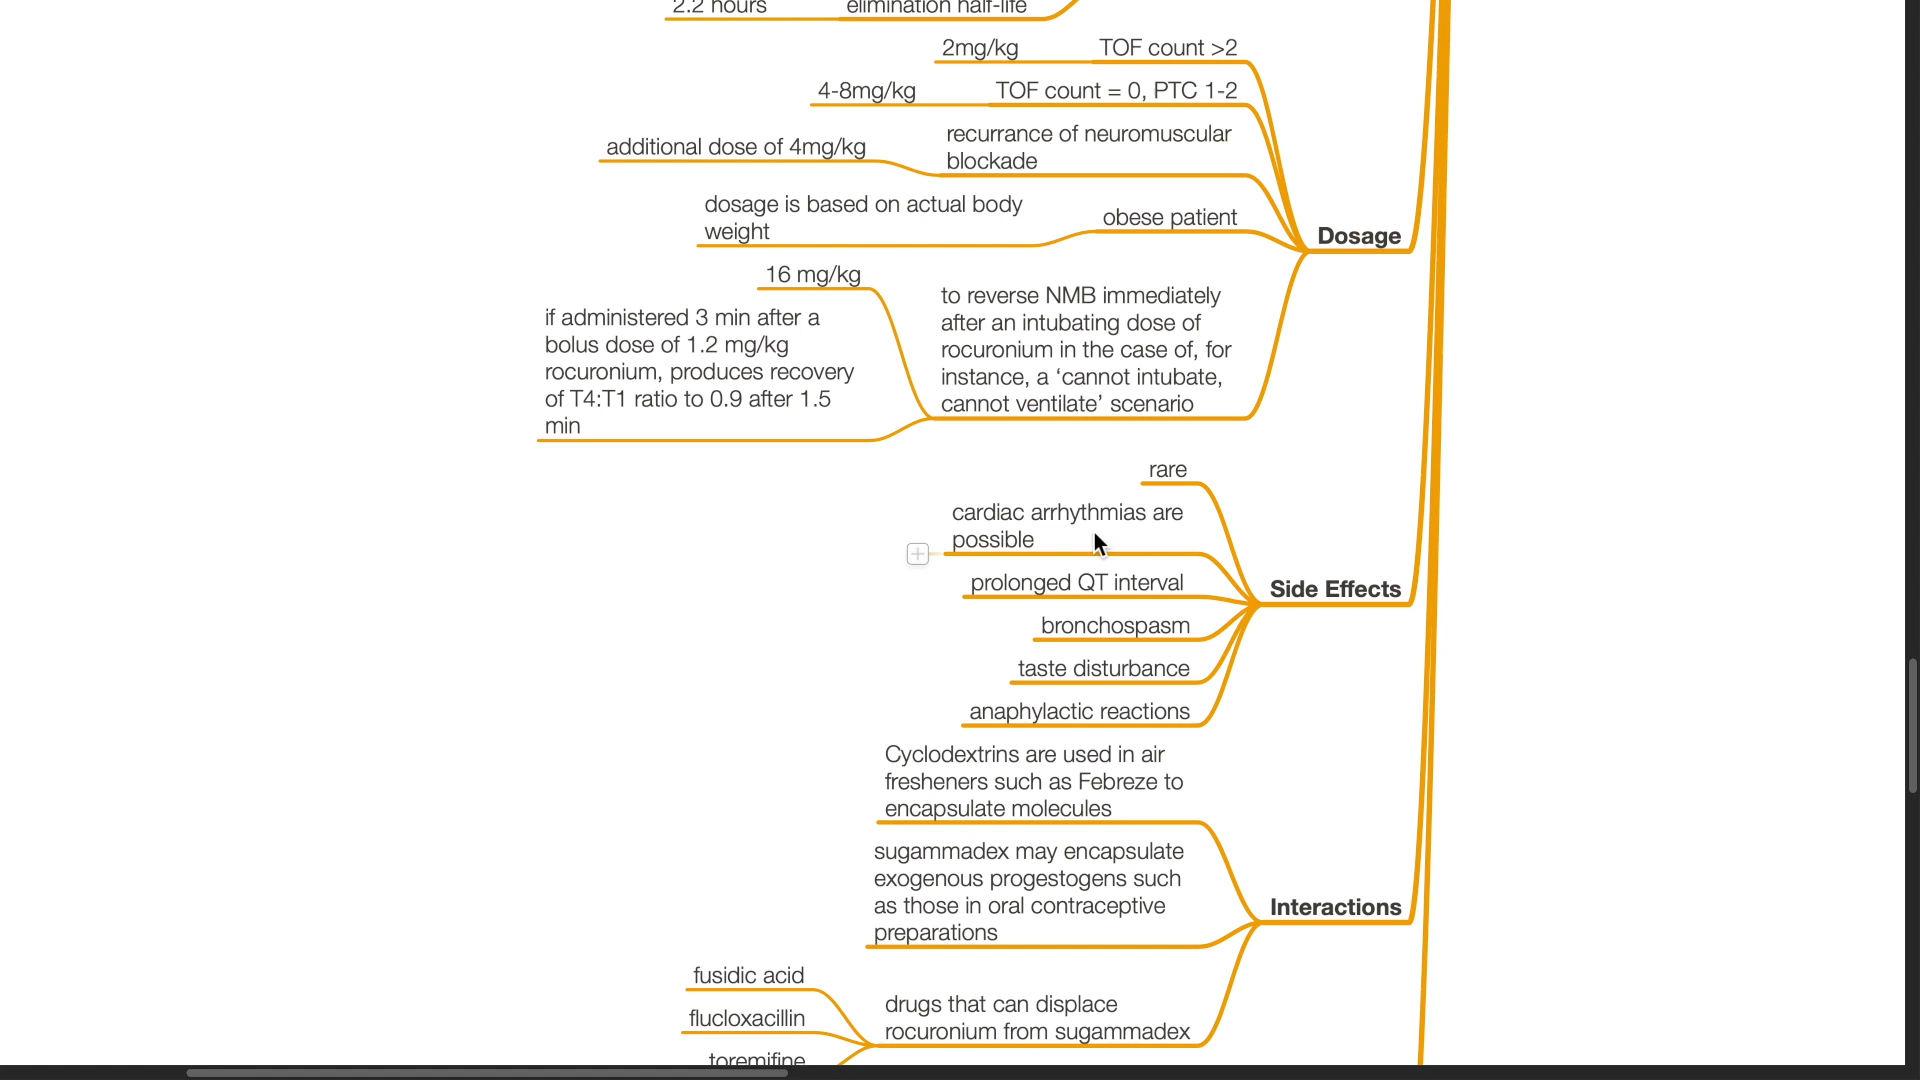 2.2 hours
elimination half-life
2mg/kg
TOF count >2
4-8mg/kg
TOF count = 0, PTC 1-2
additional dose of 4mg/kg
recurrance of neuromuscular
blockade
dosage is based on actual body
weight
obese patient
Dosage
16 mg/kg
if administered 3 min after a
bolus dose of 1.2 mg/kg
rocuronium, produces recovery
of T4:T1 ratio to 0.9 after 1.5
min
to reverse NMB immediately
after an intubating dose of
rocuronium in the case of, for
instance, a ‘cannot intubate,
cannot ventilate’ scenario
rare
cardiac arrhythmias are
possible
prolonged QT interval
bronchospasm
taste disturbance
anaphylactic reactions
Side Effects
Cyclodextrins are used in air
fresheners such as Febreze to
encapsulate molecules
sugammadex may encapsulate
exogenous progestogens such
as those in oral contraceptive
preparations
Interactions
fusidic acid
flucloxacillin
toremifine
drugs that can displace
rocuronium from sugammadex